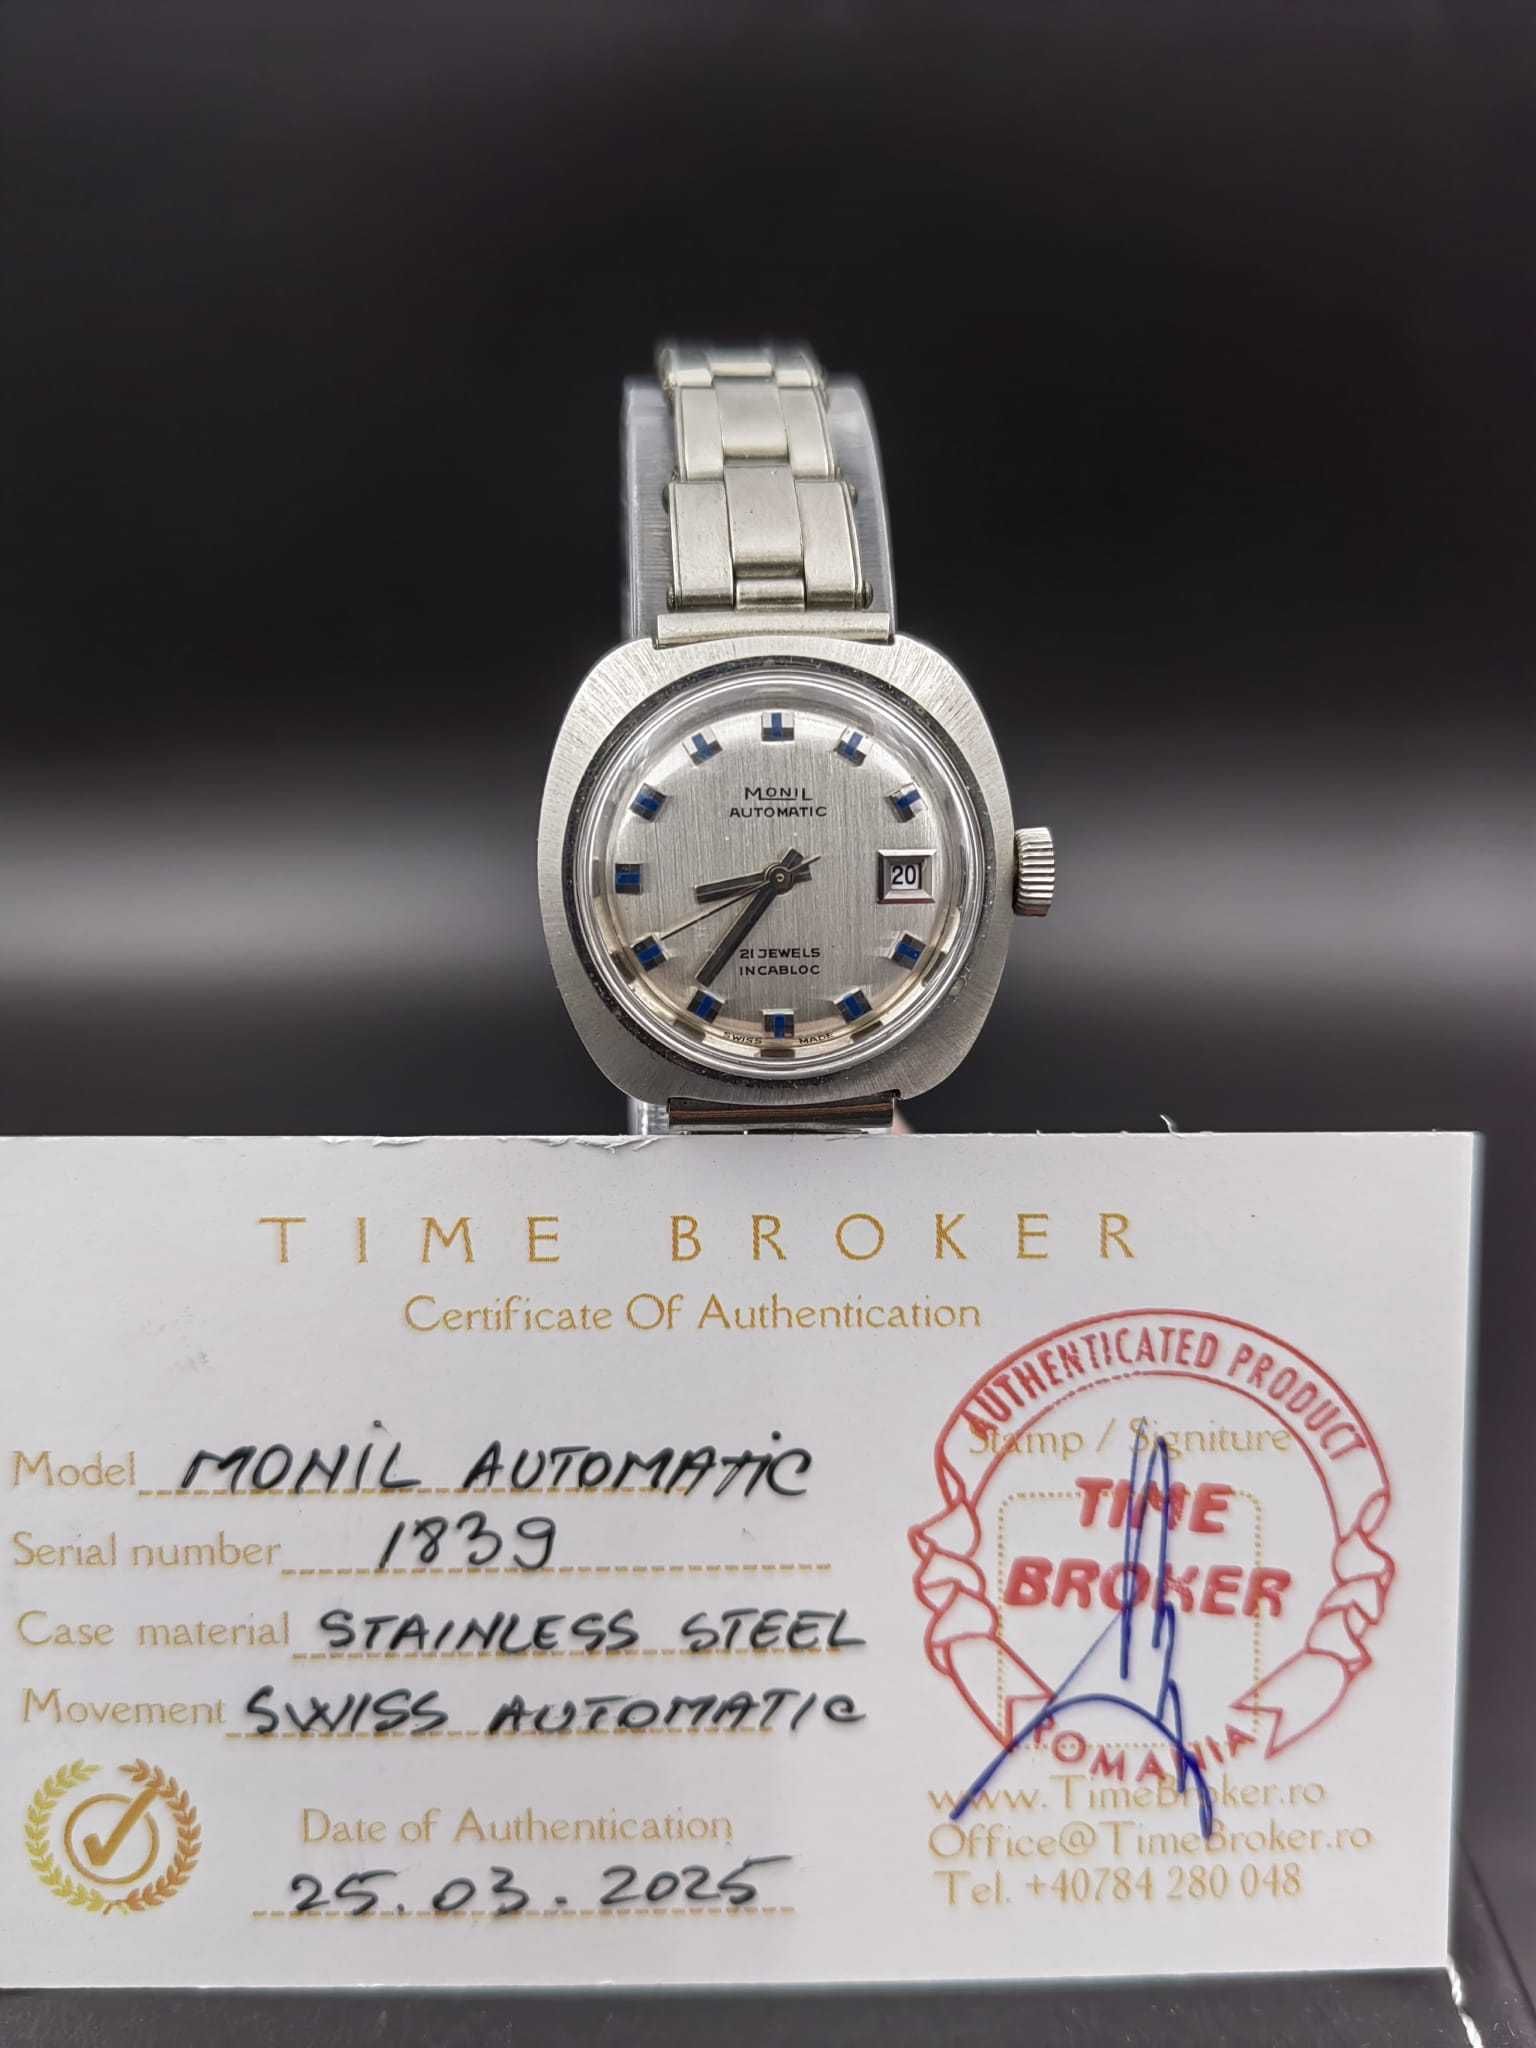 MONIL
AUTOMATIC
20
21 JEWELS
INCABLOC
SWISS MADE
TIME BROKER
Certificate Of Authentication
AUTHENTICATED PRODUCT
Stamp / Signiture
TIME
BROKER
ROMANIA
Model MONIL AUTOMATIC
Serial number 1839
Case material STAINLESS STEEL
Movement SWISS AUTOMATIC
Date of Authentication
25.03.2025
www.TimeBroker.ro
Office@TimeBroker.ro
Tel. +40784 280 048